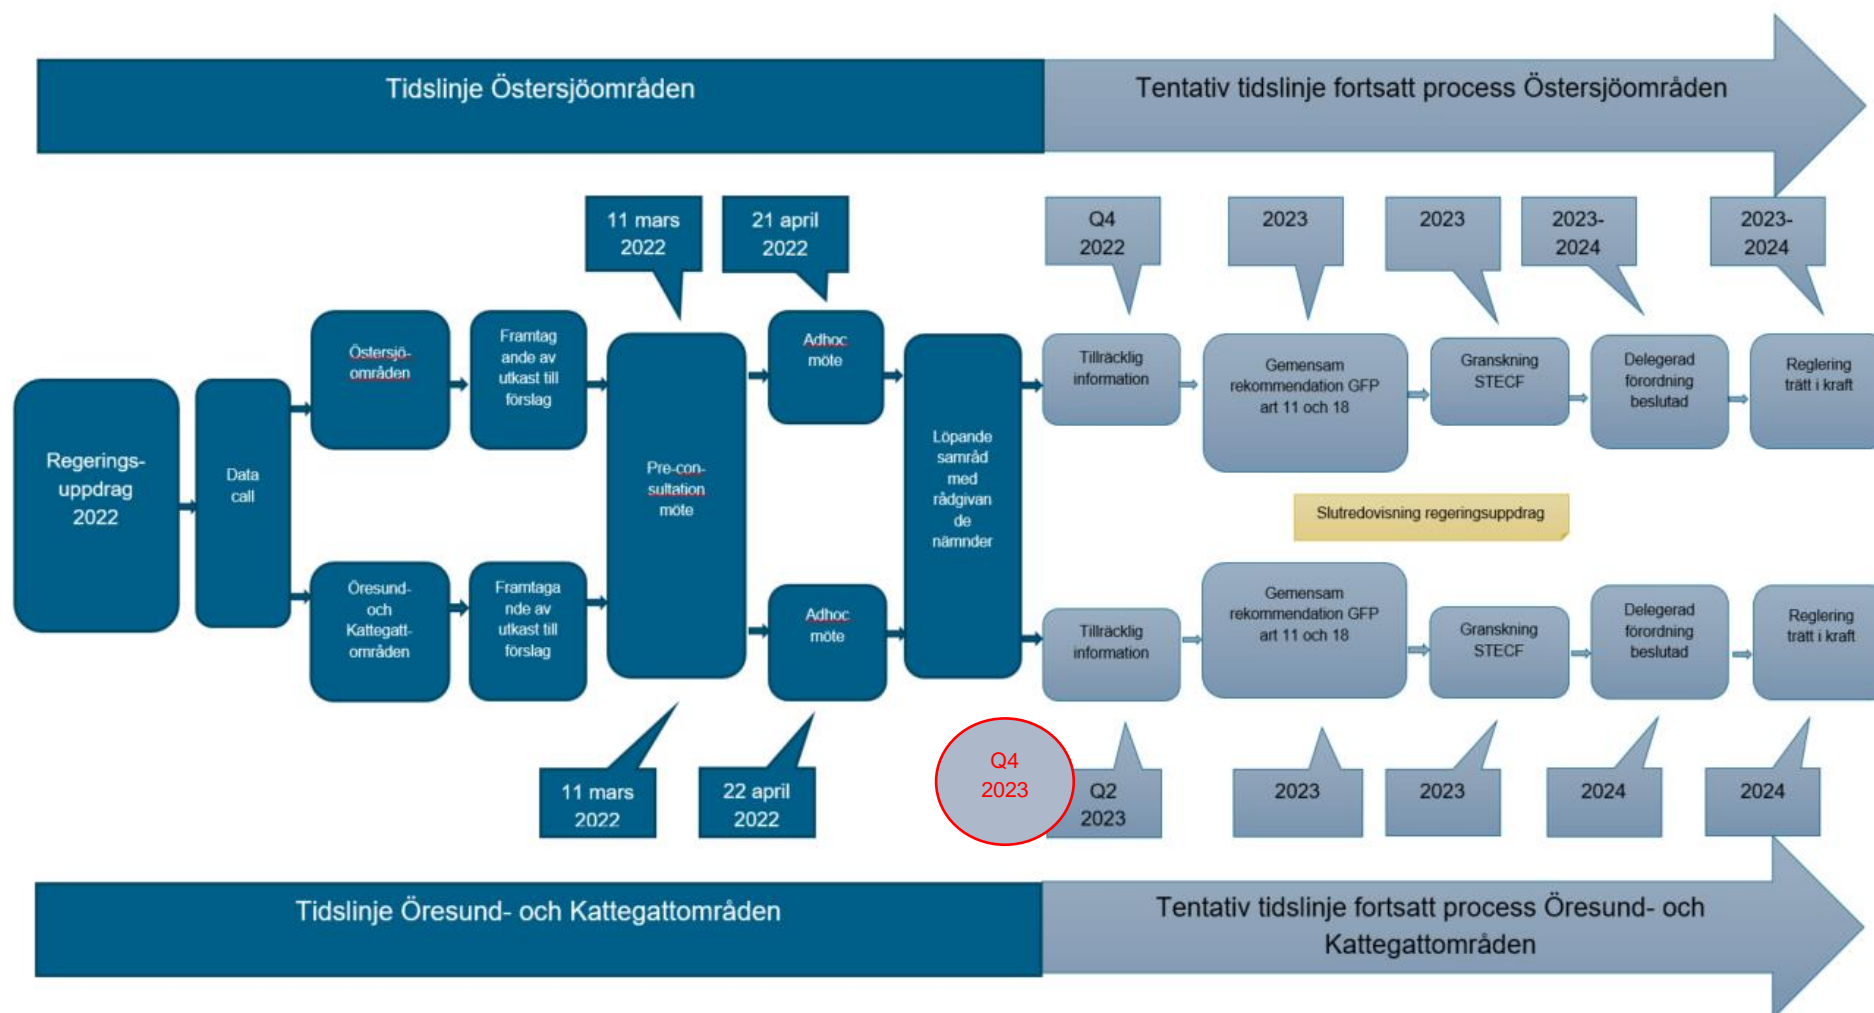 Tidslinje Östersjöområden
Tentativ tidslinje fortsatt process Östersjöområden
11 mars
2022
21 april
2022
Q4
2022
2023
2023
2023-
2024
2023-
2024
Regerings-
uppdrag
2022
Data
call
Östersjö-
områden
Framtag
ande av
utkast till
förslag
Pre-con-
sultation
möte
Adhoc
möte
Löpande
samråd
med
rådgivan
de
nämnder
Tillräcklig
information
Gemensam
rekommendation GFP
art 11 och 18
Granskning
STECF
Delegerad
förordning
beslutad
Reglering
trätt i kraft
Slutredovisning regeringsuppdrag
Öresund-
och
Kattegatt-
områden
Framtaga
nde av
utkast till
förslag
Adhoc
möte
Tillräcklig
information
Gemensam
rekommendation GFP
art 11 och 18
Granskning
STECF
Delegerad
förordning
beslutad
Reglering
trätt i kraft
11 mars
2022
22 april
2022
Q4
2023
Q2
2023
2023
2023
2024
2024
Tidslinje Öresund- och Kattegattområden
Tentativ tidslinje fortsatt process Öresund- och
Kattegattområden